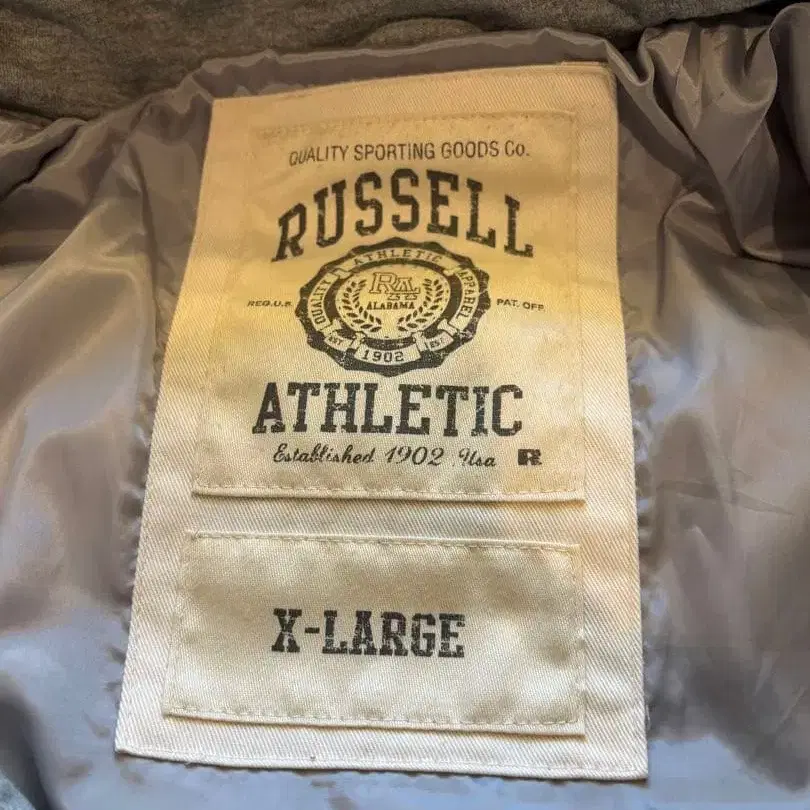 QUALITY SPORTING GOODS Co.
RUSSELL
ATHLETIC
QUALITY
APPAREL
RA
ALABAMA
REG.U.S.
PAT. OFF.
EST
1902
EST
ATHLETIC
Established 1902 Usa R
X-LARGE